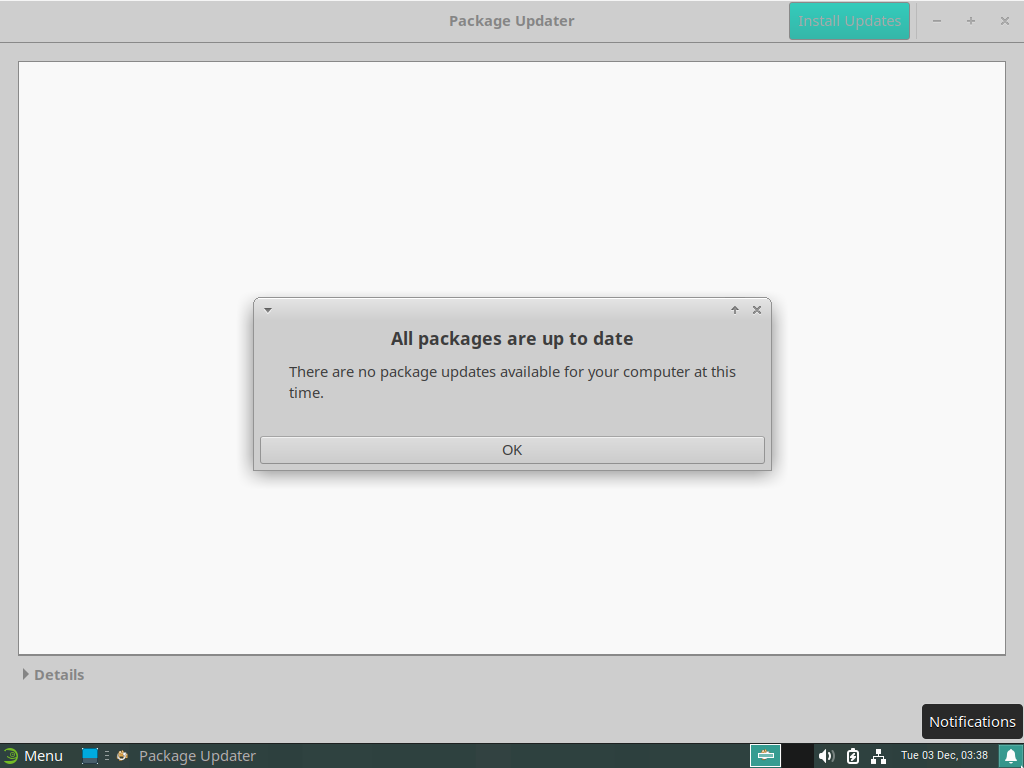 Package Updater
Install Updates
All packages are up to date
There are no package updates available for your computer at this
time.
OK
Details
Notifications
Menu
Package Updater
Tue 03 Dec, 03:38